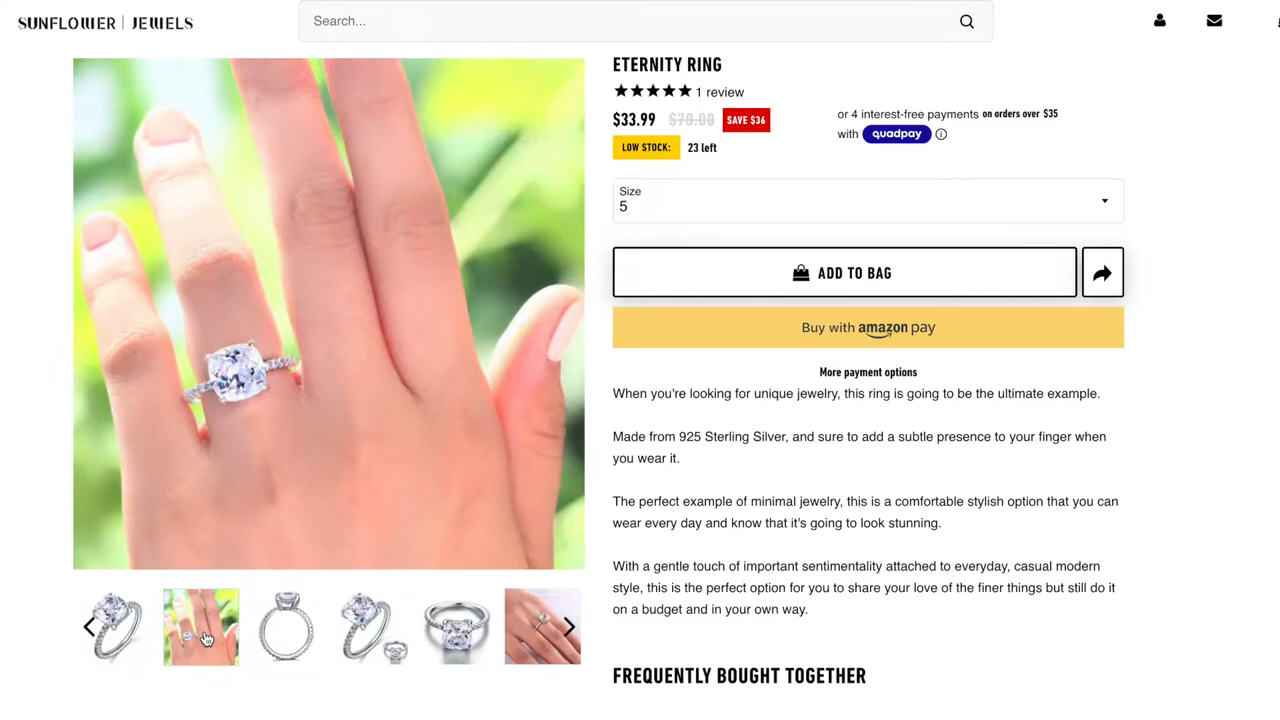 SUNFLOWER | JEWELS
Search...
ETERNITY RING
1 review
$33.99 $70.00 SAVE $36
or 4 interest-free payments on orders over $35
with quadpay
LOW STOCK: 23 left
Size
5
ADD TO BAG
Buy with amazon pay
More payment options
When you're looking for unique jewelry, this ring is going to be the ultimate example.
Made from 925 Sterling Silver, and sure to add a subtle presence to your finger when
you wear it.
The perfect example of minimal jewelry, this is a comfortable stylish option that you can
wear every day and know that it's going to look stunning.
With a gentle touch of important sentimentality attached to everyday, casual modern
style, this is the perfect option for you to share your love of the finer things but still do it
on a budget and in your own way.
FREQUENTLY BOUGHT TOGETHER